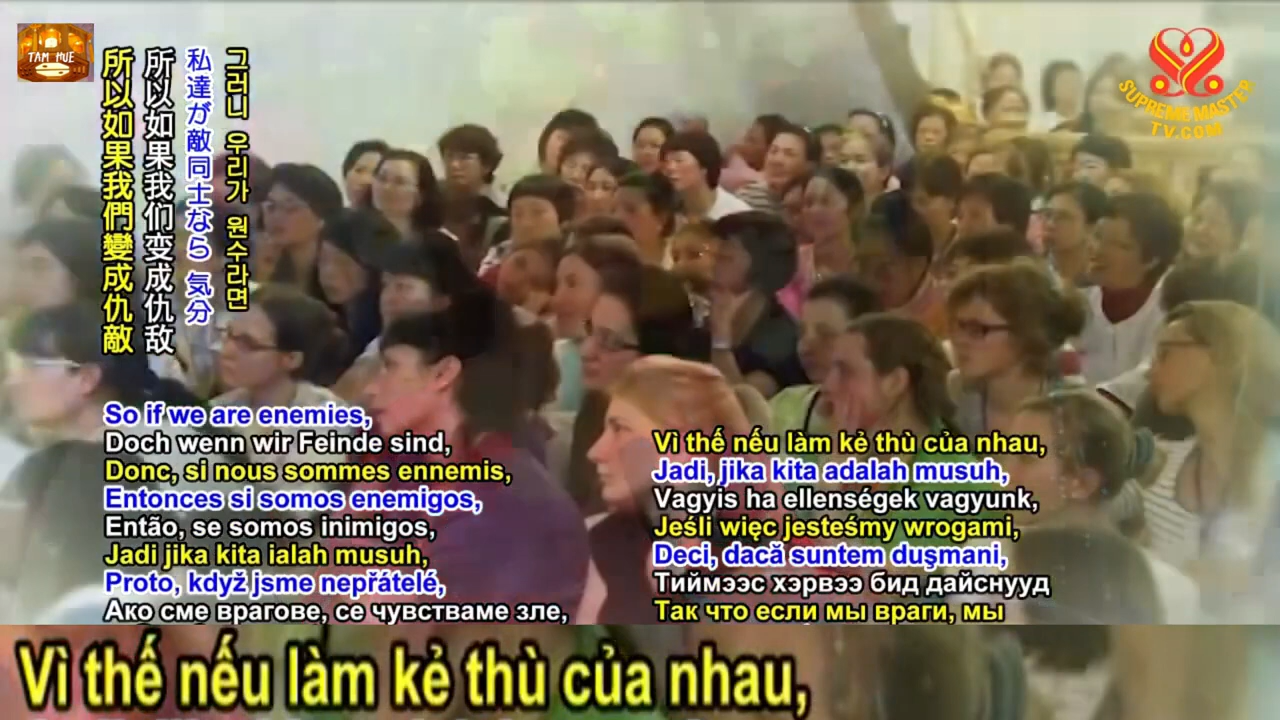 TAM HUE
SUPREME MASTER
TV.COM
그러니 우리가 원수라면
私達が敵同士なら 気分
所以如果我们变成仇敌
所以如果我們變成仇敵
So if we are enemies,
Doch wenn wir Feinde sind,
Donc, si nous sommes ennemis,
Entonces si somos enemigos,
Então, se somos inimigos,
Jadi jika kita ialah musuh,
Proto, když jsme nepřátelé,
Ако сме врагове, се чувстваме зле,
Vì thế nếu làm kẻ thù của nhau,
Jadi, jika kita adalah musuh,
Vagyis ha ellenségek vagyunk,
Jeśli więc jesteśmy wrogami,
Deci, dacă suntem duşmani,
Тиймээс хэрвээ бид дайснууд
Так что если мы враги, мы
Vì thế nếu làm kẻ thù của nhau,